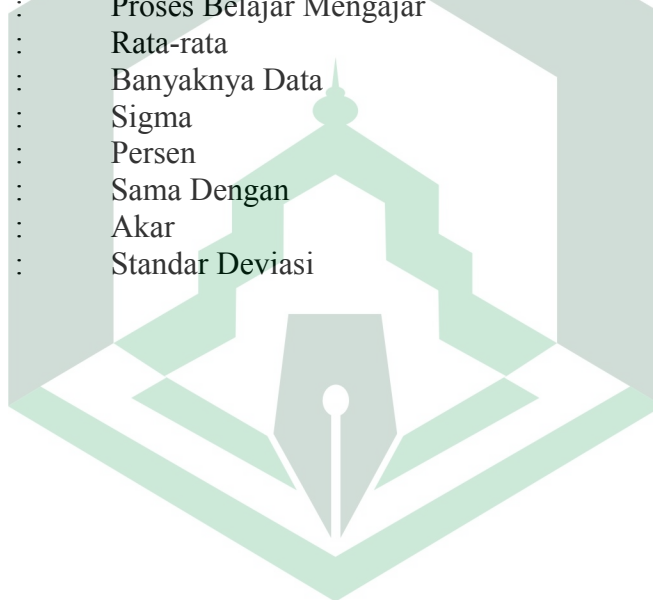 : Proses Belajar Mengajar
: Rata-rata
: Banyaknya Data
: Sigma
: Persen
: Sama Dengan
: Akar
: Standar Deviasi